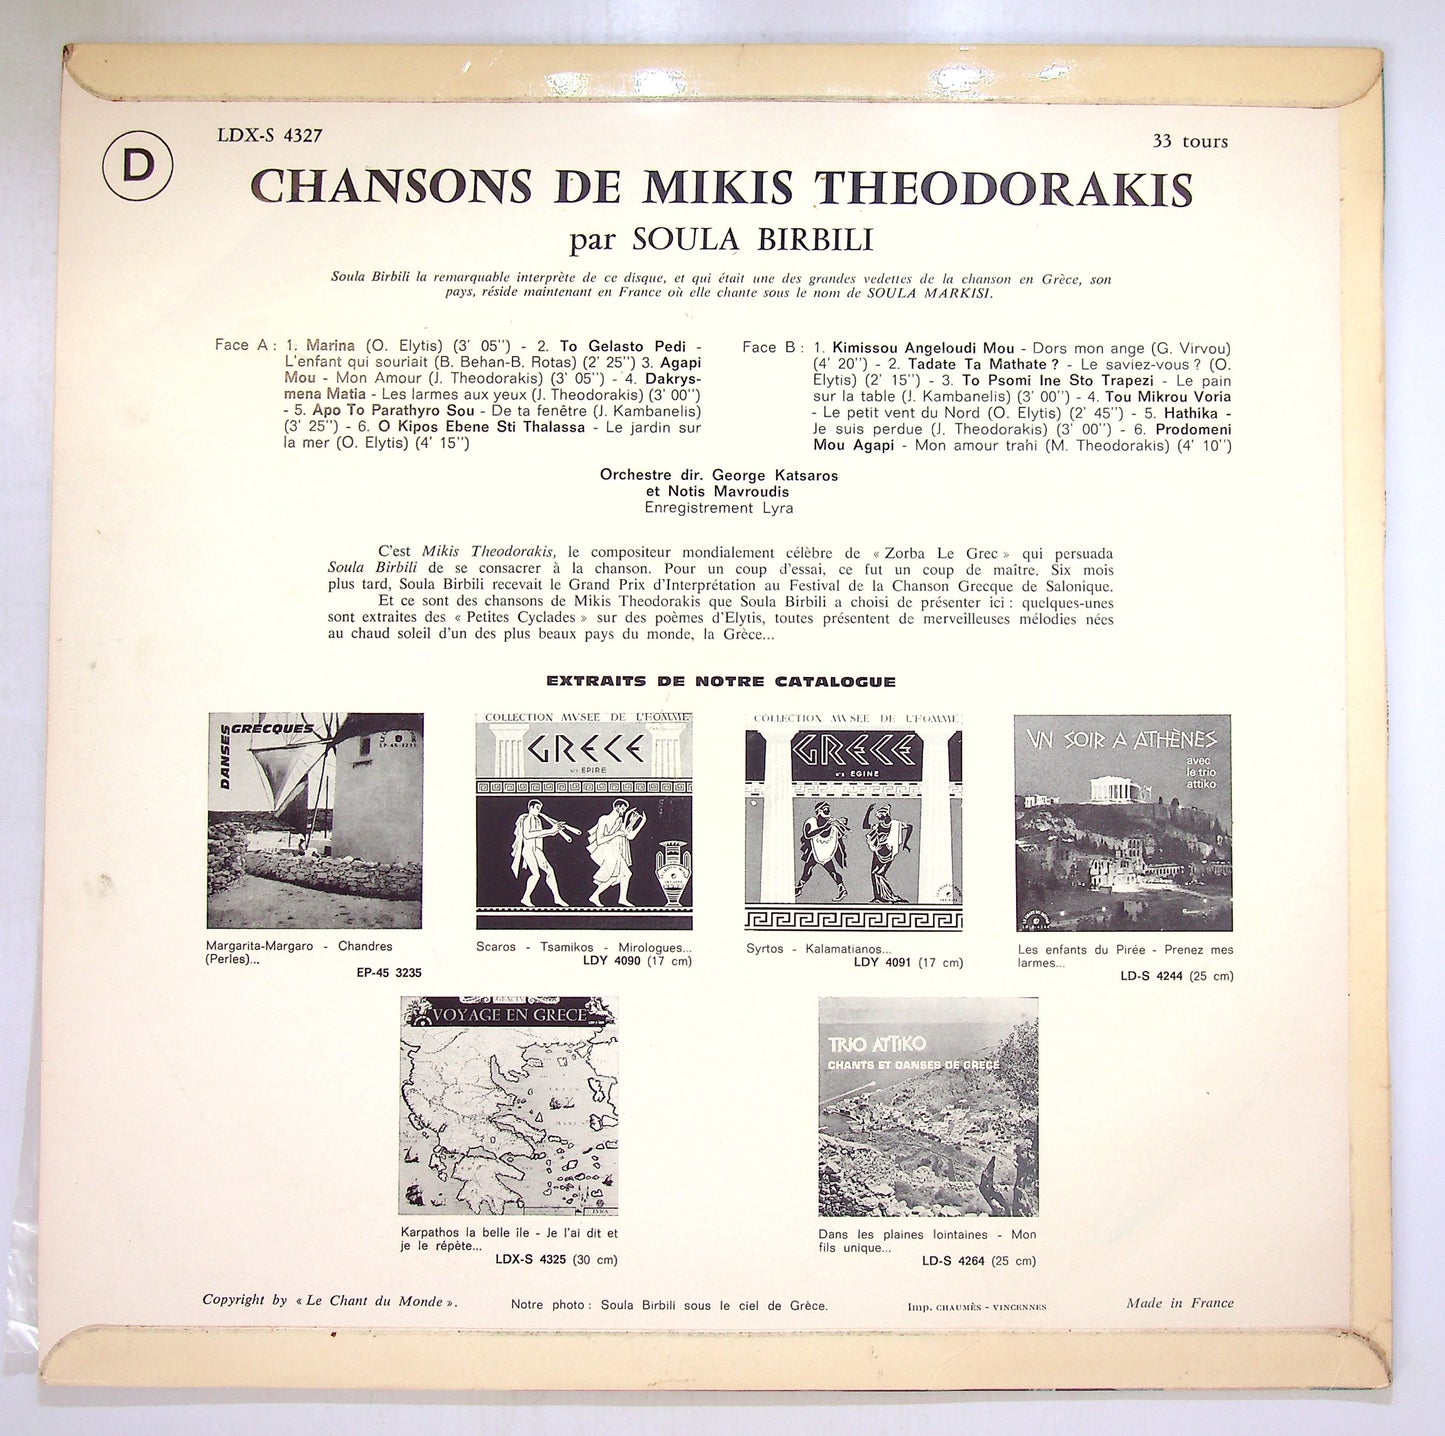 LDX-S 4327
33 tours
D
CHANSONS DE MIKIS THEODORAKIS
par SOULA BIRBILI
Soula Birbili la remarquable interprète de ce disque, et qui était une des grandes vedettes de la chanson en Grèce, son
pays, réside maintenant en France où elle chante sous le nom de SOULA MARKISI.
Face A : 1. Marina (O. Elytis) (3' 05'') - 2. To Gelasto Pedi -
L'enfant qui souriait (B. Behan-B. Rotas) (2' 25'') 3. Agapi
Mou - Mon Amour (J. Theodorakis) (3' 05'') - 4. Dakrys-
mena Matia - Les larmes aux yeux (J. Theodorakis) (3' 00'')
- 5. Apo To Parathyro Sou - De ta fenêtre (J. Kambanelis)
(3' 25'') - 6. O Kipos Ebene Sti Thalassa - Le jardin sur
la mer (O. Elytis) (4' 15'')
Face B : 1. Kimissou Angeloudi Mou - Dors mon ange (G. Virvou)
(4' 20'') - 2. Tadate Ta Mathate ? - Le saviez-vous ? (O.
Elytis) (2' 15'') - 3. To Psomi Ine Sto Trapezi - Le pain
sur la table (J. Kambanelis) (3' 00'') - 4. Tou Mikrou Voria
- Le petit vent du Nord (O. Elytis) (2' 45'') - 5. Hathika -
Je suis perdue (J. Theodorakis) (3' 00'') - 6. Prodomeni
Mou Agapi - Mon amour trahi (M. Theodorakis) (4' 10'')
Orchestre dir. George Katsaros
et Notis Mavroudis
Enregistrement Lyra
C'est Mikis Theodorakis, le compositeur mondialement célèbre de « Zorba Le Grec » qui persuada
Soula Birbili de se consacrer à la chanson. Pour un coup d'essai, ce fut un coup de maître. Six mois
plus tard, Soula Birbili recevait le Grand Prix d'Interprétation au Festival de la Chanson Grecque de Salonique.
Et ce sont des chansons de Mikis Theodorakis que Soula Birbili a choisi de présenter ici : quelques-unes
sont extraites des « Petites Cyclades » sur des poèmes d'Elytis, toutes présentent de merveilleuses mélodies nées
au chaud soleil d'un des plus beaux pays du monde, la Grèce...
EXTRAITS DE NOTRE CATALOGUE
DANSES GRECQUES
EP-45-3235
Margarita-Margaro - Chandres
(Perles)...
EP-45 3235
COLLECTION MVSEE DE L'HOMME
GRECE
N°1 EPIRE
Scaros - Tsamikos - Mirologues...
LDY 4090 (17 cm)
COLLECTION MVSEE DE L'HOMME
GRECE
N°2 EGINE
Syrtos - Kalamatianos...
LDY 4091 (17 cm)
VN SOIR A ATHÈNES
avec
le trio
attiko
Les enfants du Pirée - Prenez mes
larmes...
LD-S 4244 (25 cm)
VOYAGE EN GRECE
Karpathos la belle île - Je l'ai dit et
je le répète...
LDX-S 4325 (30 cm)
TRIO ATTIKO
CHANTS ET DANSES DE GRECE
Dans les plaines lointaines - Mon
fils unique...
LD-S 4264 (25 cm)
Copyright by « Le Chant du Monde ».
Notre photo : Soula Birbili sous le ciel de Grèce.
Imp. CHAUMÈS - VINCENNES
Made in France